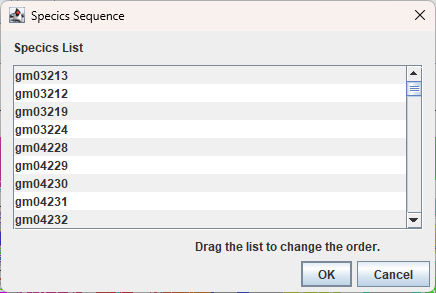 Specics Sequence
Specics List
gm03213
gm03212
gm03219
gm03224
gm04228
gm04229
gm04230
gm04231
gm04232
Drag the list to change the order.
OK
Cancel